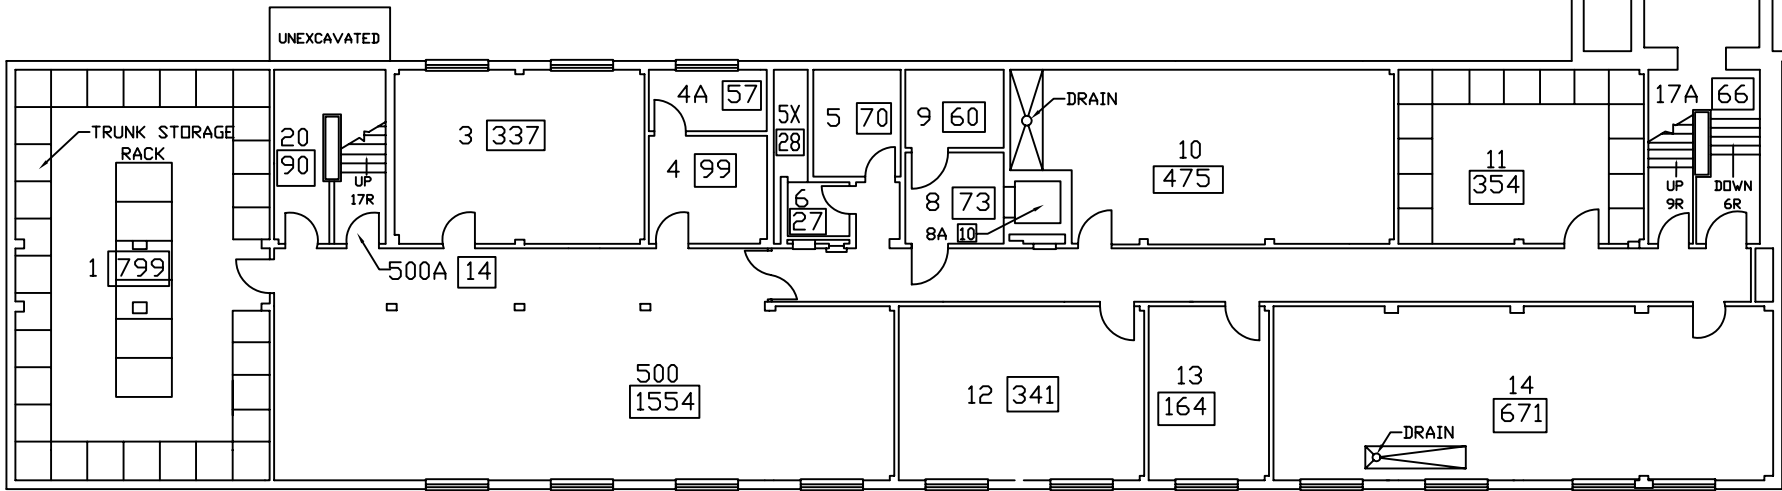 UNEXCAVATED
TRUNK STORAGE
RACK
1 799
20
90
UP
17R
500A 14
3 337
4A 57
4 99
5X
28
5 70
6
27
9 60
8 73
8A 10
DRAIN
10
475
11
354
17A 66
UP
9R
DOWN
6R
500
1554
12 341
13
164
14
671
DRAIN